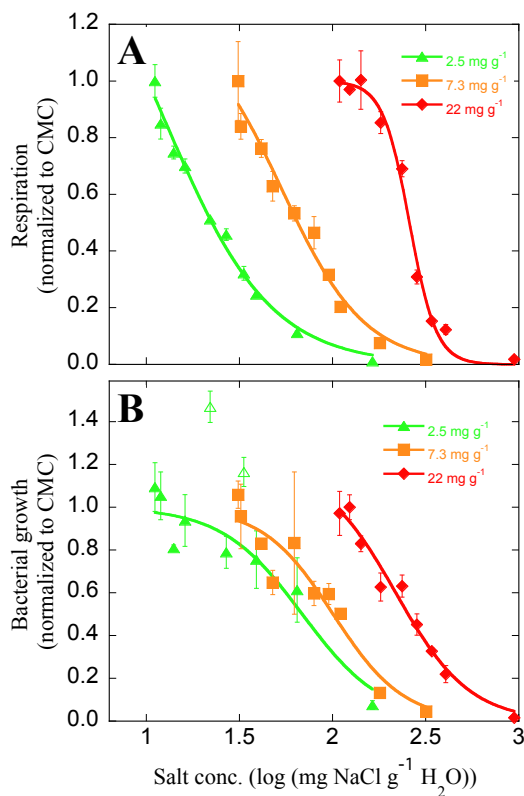 A
1.2
1.0
0.8
0.6
0.4
0.2
0.0
Respiration
(normalized to CMC)
2.5 mg g⁻¹
7.3 mg g⁻¹
22 mg g⁻¹
B
1.4
1.2
1.0
0.8
0.6
0.4
0.2
0.0
Bacterial growth
(normalized to CMC)
2.5 mg g⁻¹
7.3 mg g⁻¹
22 mg g⁻¹
1 1.5 2 2.5 3
Salt conc. (log (mg NaCl g⁻¹ H₂O))